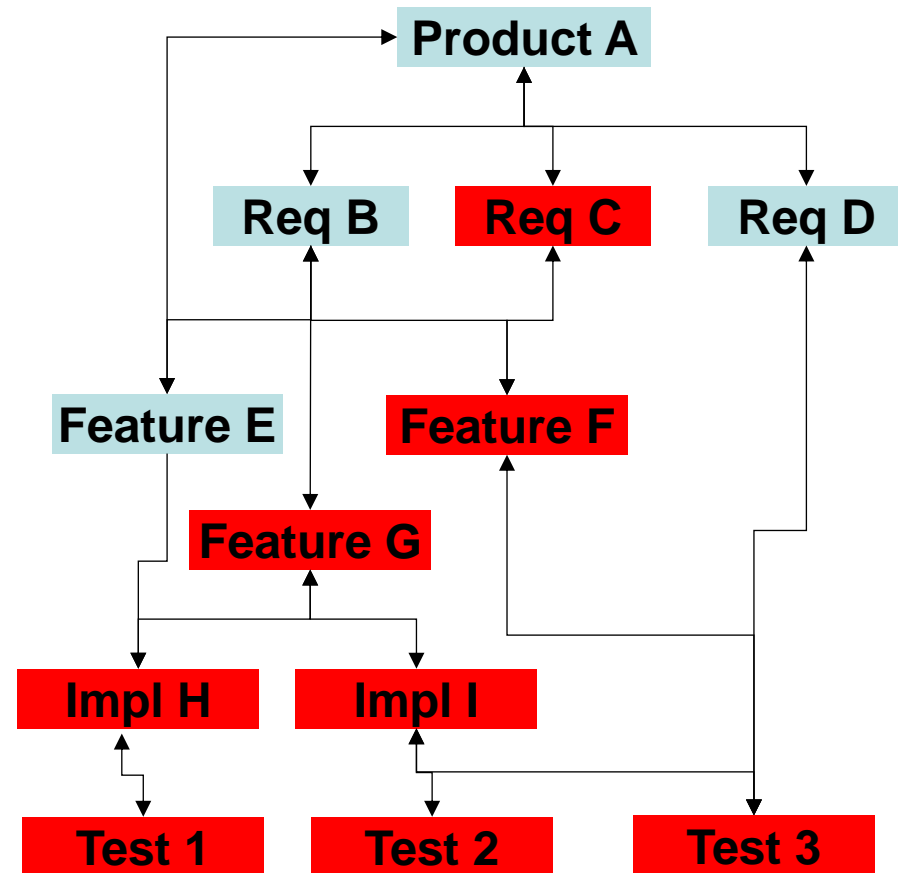 Product A
Req B
Req C
Req D
Feature E
Feature F
Feature G
Impl H
Impl I
Test 1
Test 2
Test 3